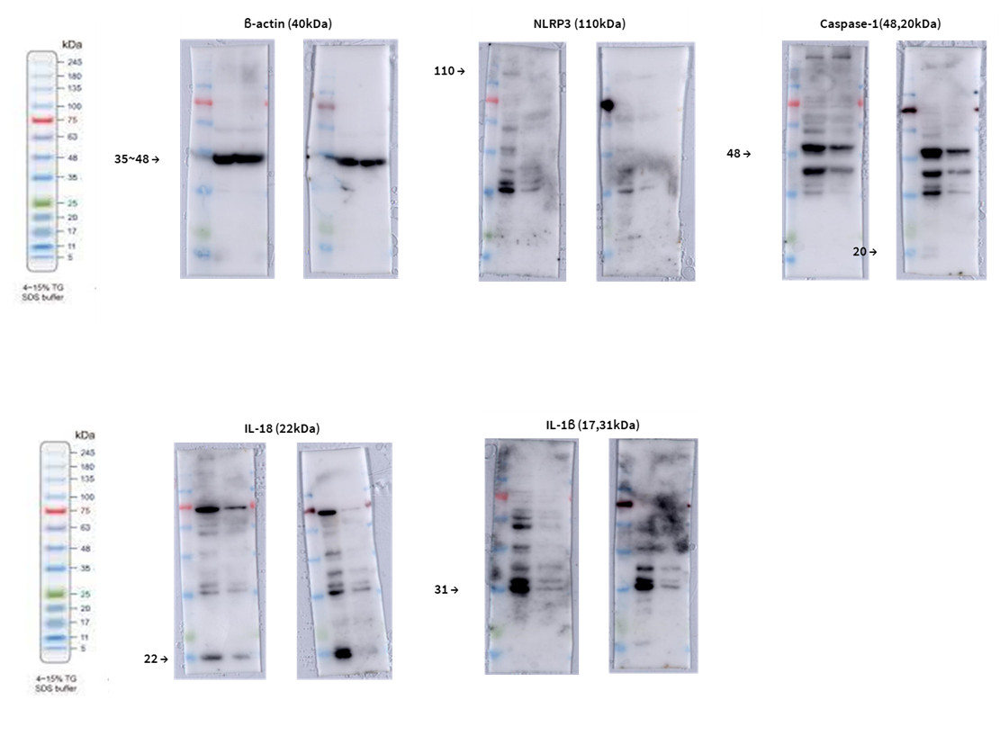 β-actin (40kDa)
NLRP3 (110kDa)
Caspase-1(48,20kDa)
kDa
245
180
135
100
75
63
48
35
25
20
17
11
5
4~15% TG
SDS buffer
35~48→
110→
48→
20→
IL-18 (22kDa)
IL-1β (17,31kDa)
kDa
245
180
135
100
75
63
48
35
25
20
17
11
5
4~15% TG
SDS buffer
22→
31→